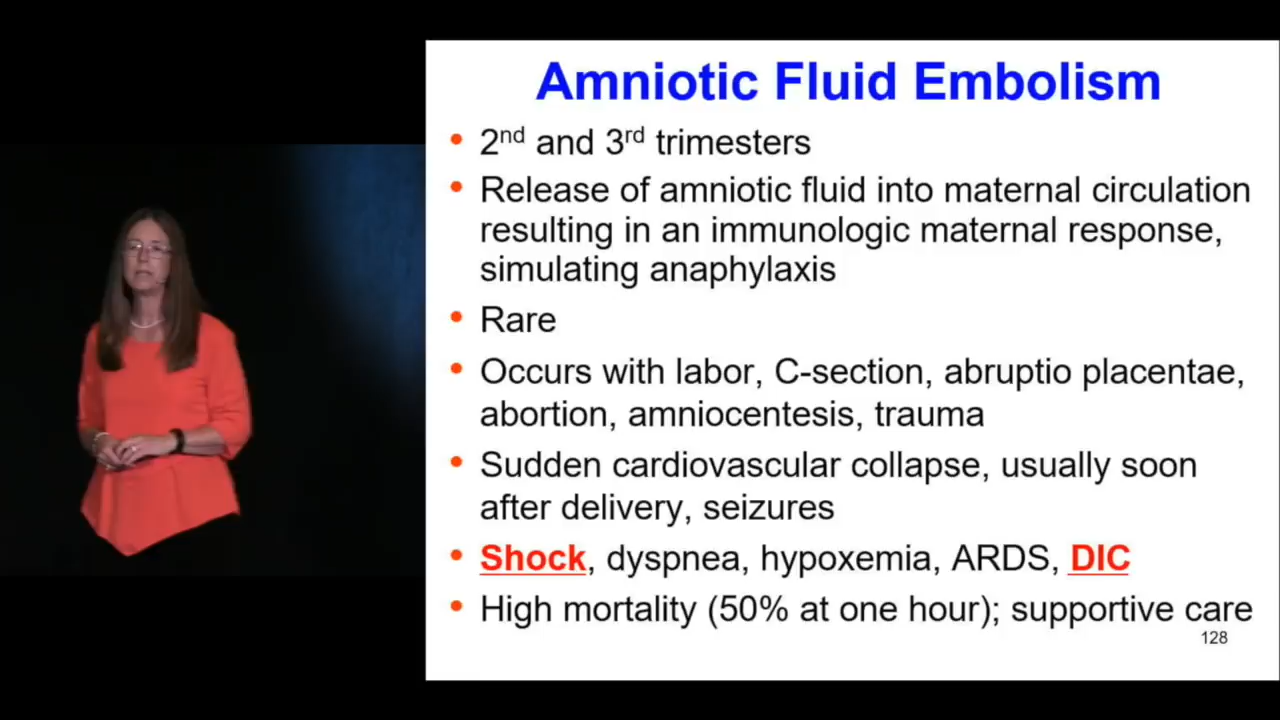 Amniotic Fluid Embolism
• 2nd and 3rd trimesters
• Release of amniotic fluid into maternal circulation
resulting in an immunologic maternal response,
simulating anaphylaxis
• Rare
• Occurs with labor, C-section, abruptio placentae,
abortion, amniocentesis, trauma
• Sudden cardiovascular collapse, usually soon
after delivery, seizures
• Shock, dyspnea, hypoxemia, ARDS, DIC
• High mortality (50% at one hour); supportive care
128